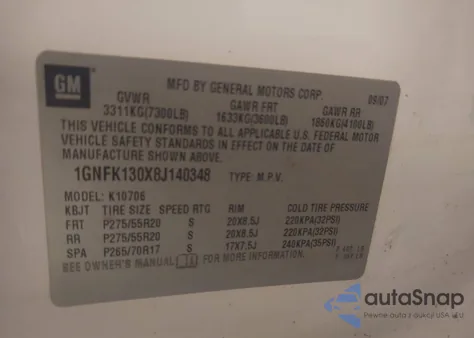 GM
MFD BY GENERAL MOTORS CORP.
09/07
GVWR GAWR FRT GAWR RR
3311KG(7300LB) 1633KG(3600LB) 1860KG(4100LB)
THIS VEHICLE CONFORMS TO ALL APPLICABLE U.S. FEDERAL MOTOR
VEHICLE SAFETY STANDARDS IN EFFECT ON THE DATE OF
MANUFACTURE SHOWN ABOVE.
1GNFK130X8J140348 TYPE: M.P.V.
MODEL: K10706
KBJT TIRE SIZE SPEED RTG RIM COLD TIRE PRESSURE
FRT P275/55R20 S 20X8.5J 220KPA(32PSI)
RR P275/55R20 S 20X8.5J 220KPA(32PSI)
SPA P265/70R17 S 17X7.5J 240KPA(35PSI)
SEE OWNER'S MANUAL FOR MORE INFORMATION.
autoSnap
Pewne auta z aukcji USA